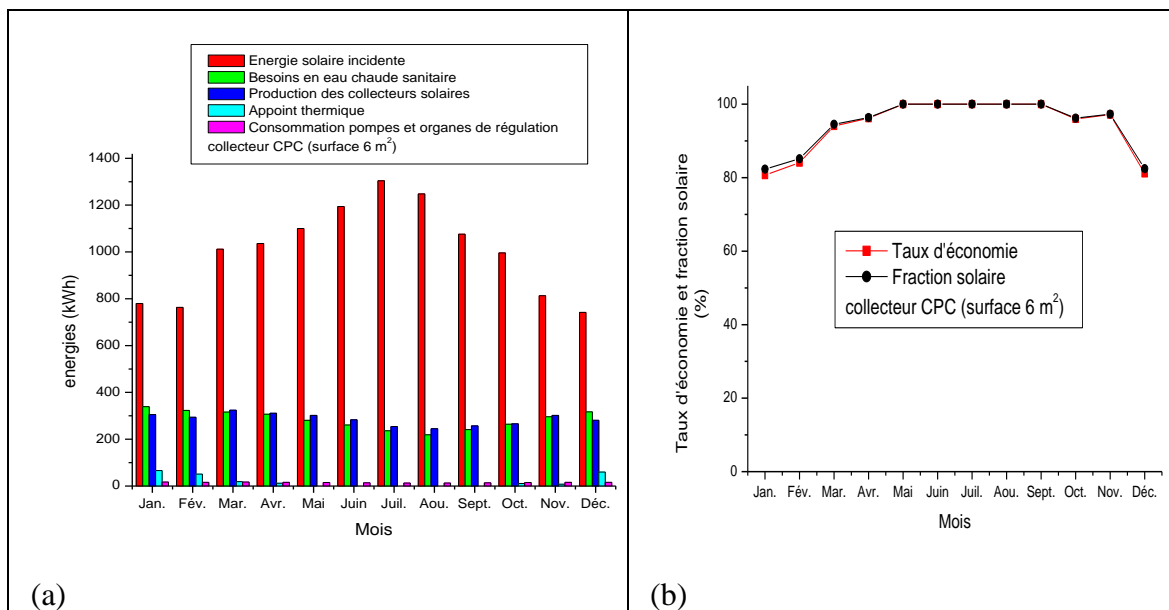 Energie solaire incidente
Besoins en eau chaude sanitaire
Production des collecteurs solaires
Appoint thermique
Consommation pompes et organes de régulation
collecteur CPC (surface 6 m²)
energies (kWh)
1400
1200
1000
800
600
400
200
0
Jan. Fév. Mar. Avr. Mai Juin Juil. Aou. Sept. Oct. Nov. Déc.
Mois
(a)
Taux d'économie et fraction solaire
(%)
100
80
60
40
20
0
Taux d'économie
Fraction solaire
collecteur CPC (surface 6 m²)
Jan. Fév. Mar. Avr. Mai Juin Juil. Aou. Sept. Oct. Nov. Déc.
Mois
(b)